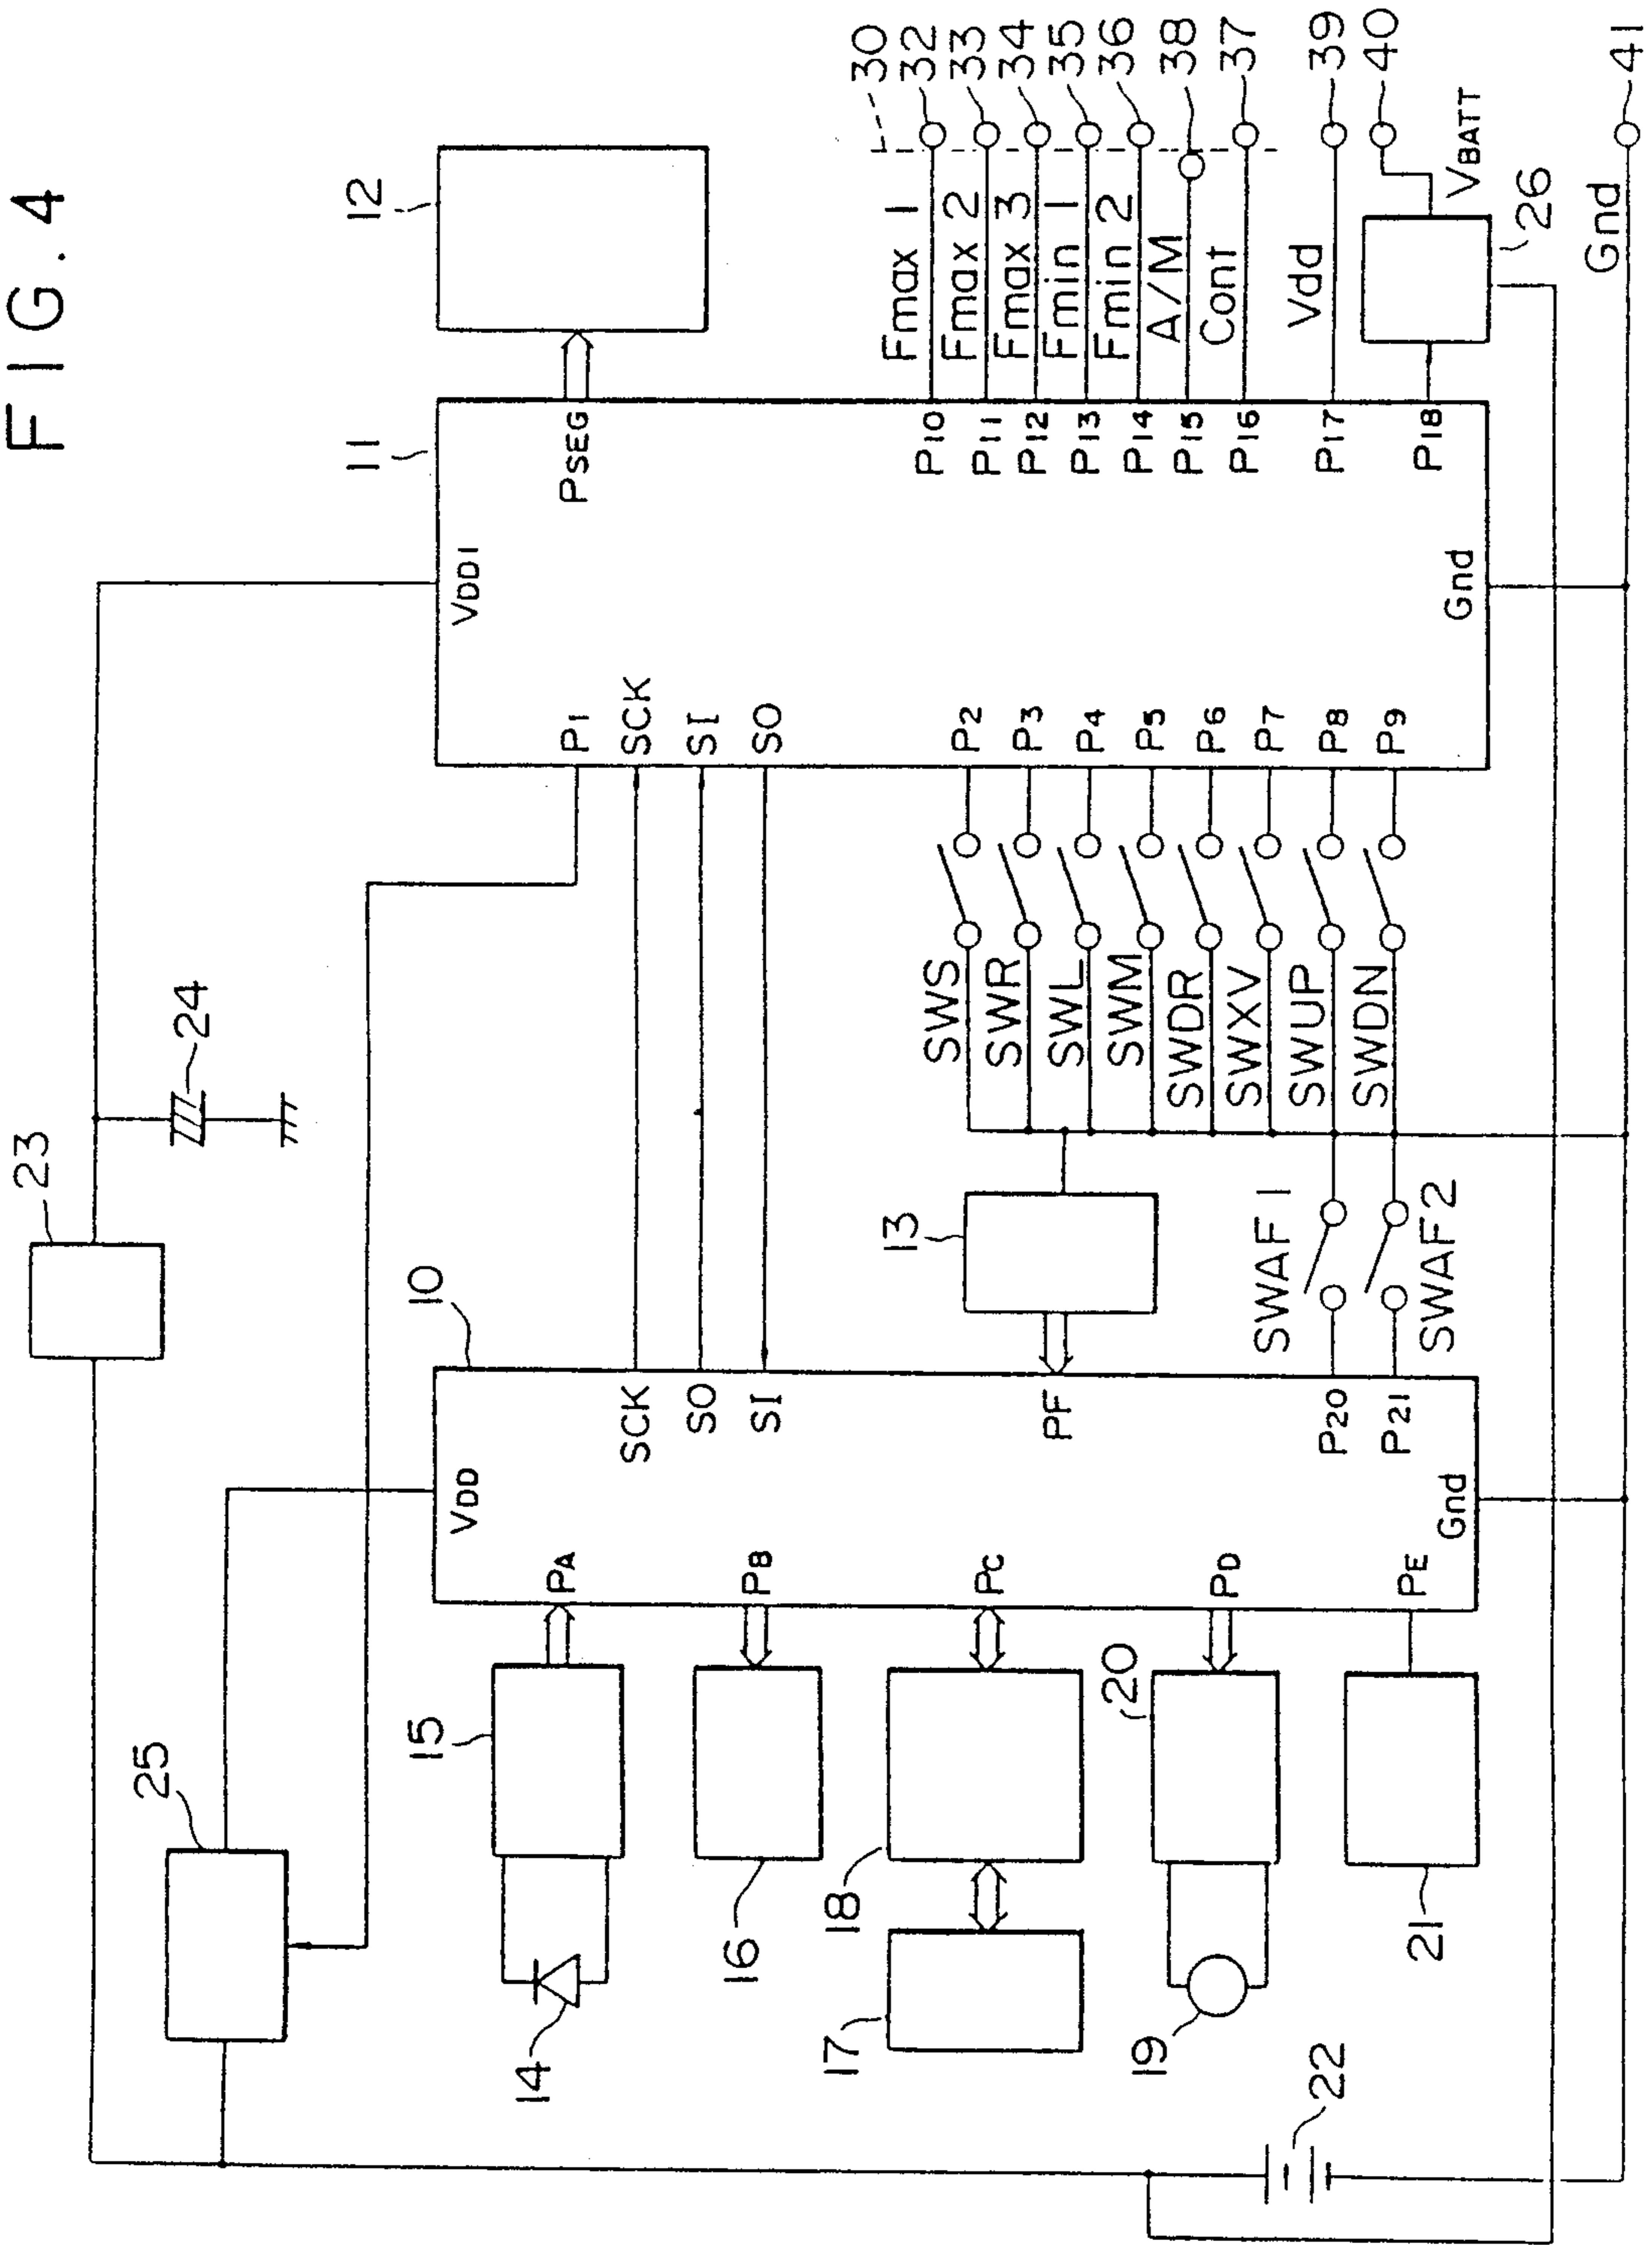 FIG. 4
23
24
25
12
11
10
VDD1
PSEG
P1
SCK
SI
SO
VDD
SCK
SO
SI
PF
P20
P21
Gnd
PA
PB
PC
PD
PE
15
14
16
18
17
20
19
21
22
13
SWAF1
SWAF2
SWS
SWR
SWL
SWM
SWDR
SWXV
SWUP
SWDN
P2
P3
P4
P5
P6
P7
P8
P9
Gnd
P10
P11
P12
P13
P14
P15
P16
P17
P18
Fmax 1
Fmax 2
Fmax 3
Fmin 1
Fmin 2
A/M
Cont
Vdd
VBATT
26
Gnd
30
32
33
34
35
36
38
37
39
40
41